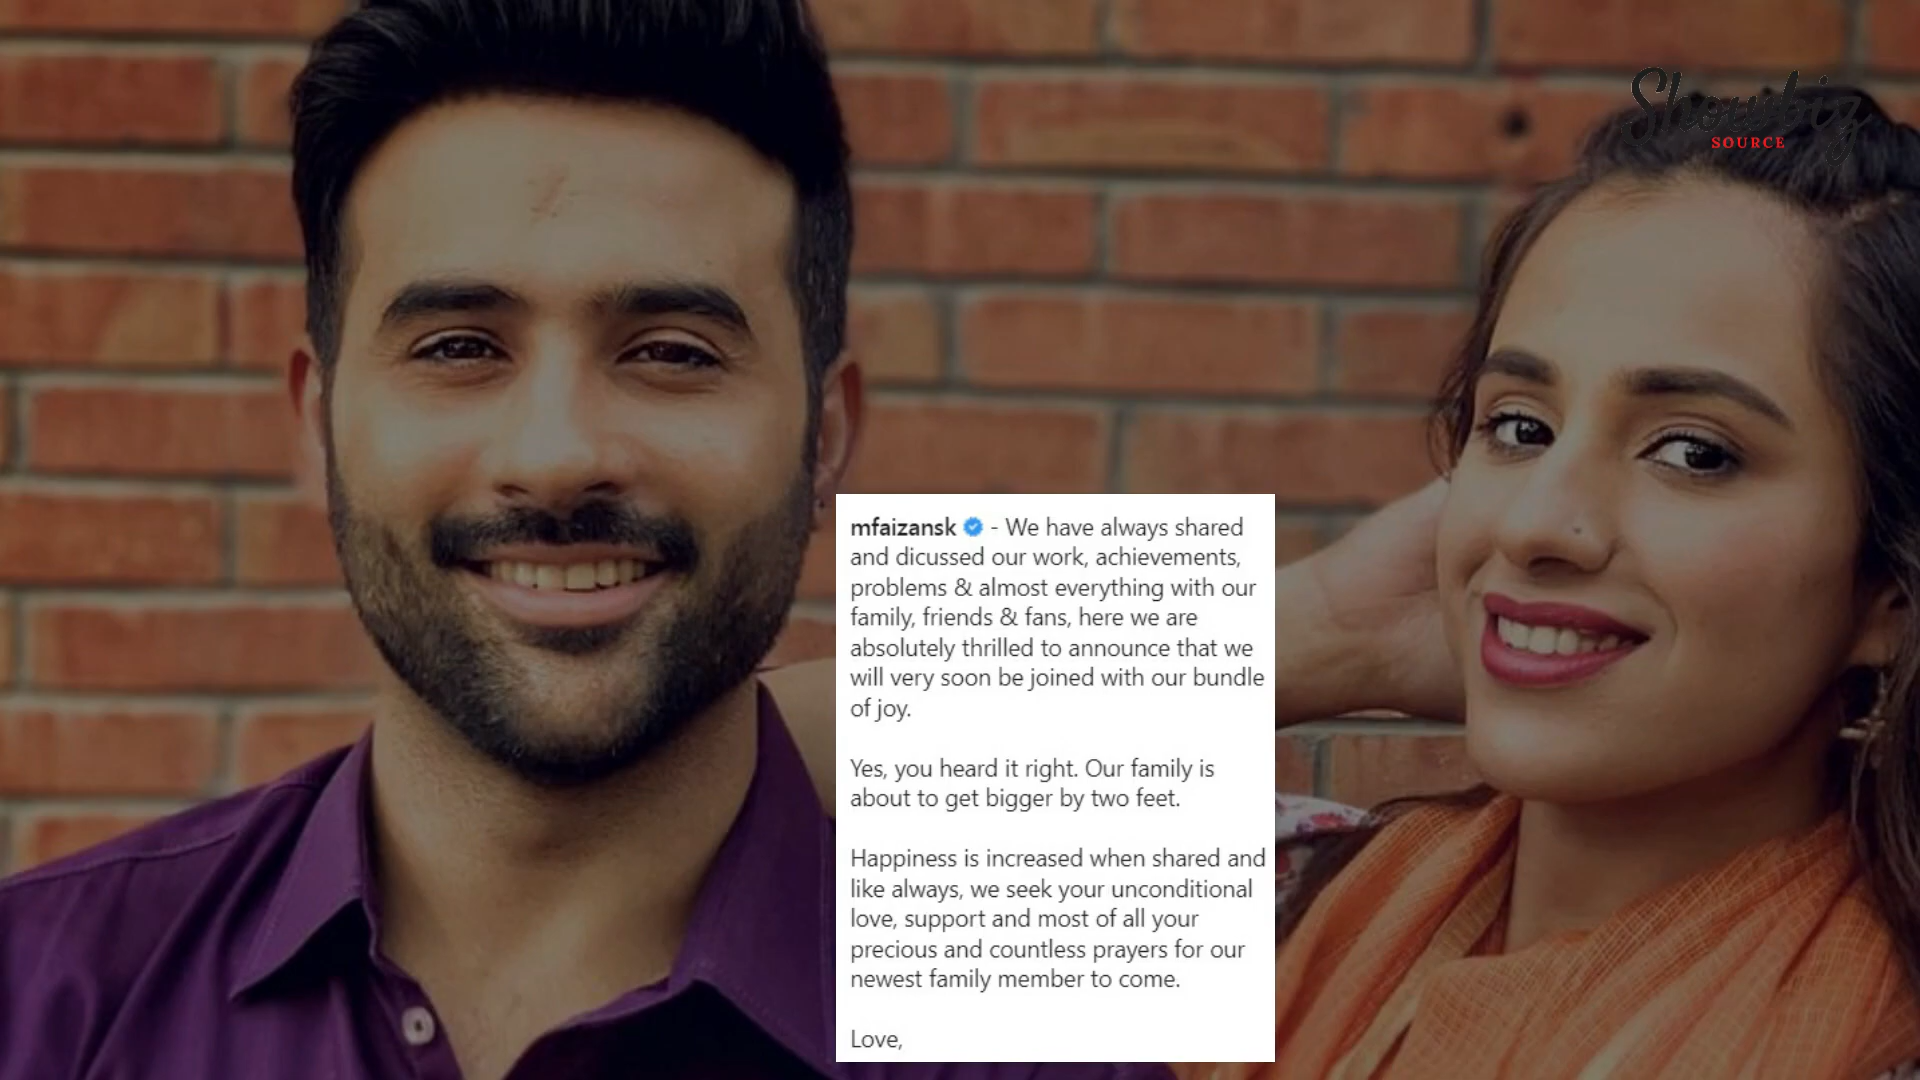 Showbiz
SOURCE
mfaizansk - We have always shared
and dicussed our work, achievements,
problems & almost everything with our
family, friends & fans, here we are
absolutely thrilled to announce that we
will very soon be joined with our bundle
of joy.
Yes, you heard it right. Our family is
about to get bigger by two feet.
Happiness is increased when shared and
like always, we seek your unconditional
love, support and most of all your
precious and countless prayers for our
newest family member to come.
Love,